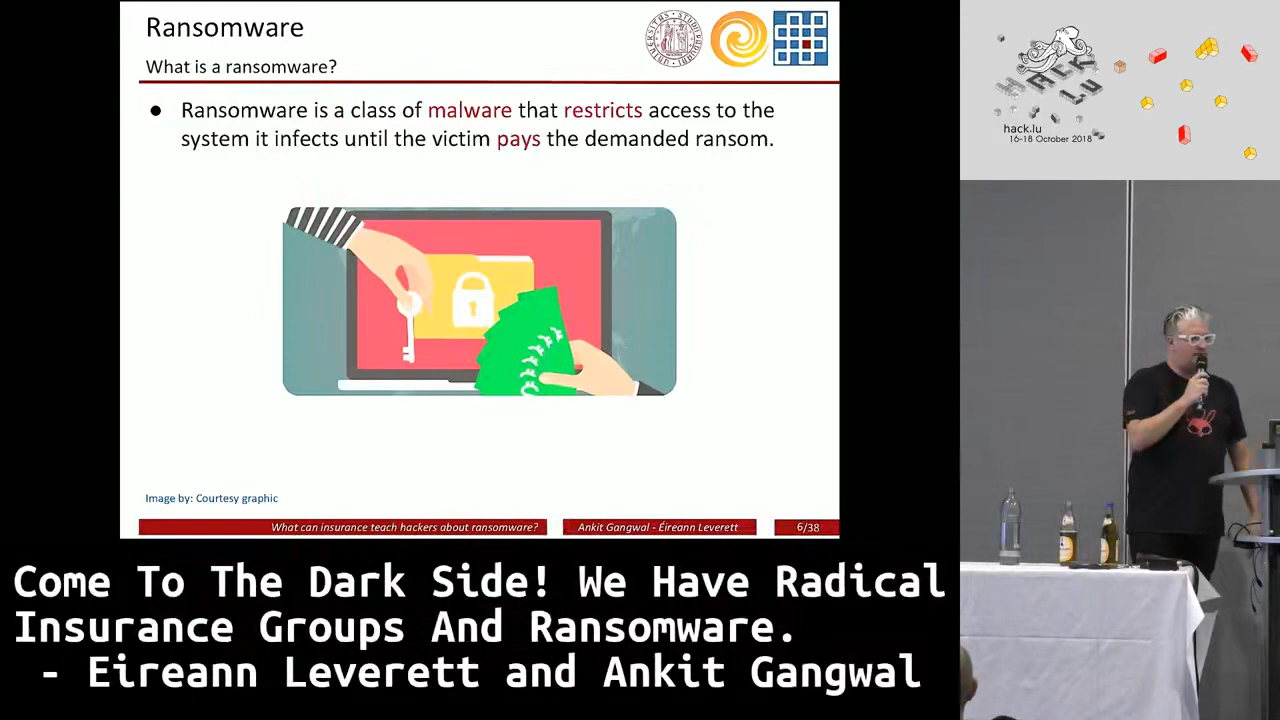 Ransomware
What is a ransomware?
● Ransomware is a class of malware that restricts access to the
system it infects until the victim pays the demanded ransom.
Image by: Courtesy graphic
What can insurance teach hackers about ransomware?
Ankit Gangwal - Éireann Leverett
6/38
HACK
LU
hack.lu
16-18 October 2018
Come To The Dark Side! We Have Radical
Insurance Groups And Ransomware.
- Eireann Leverett and Ankit Gangwal